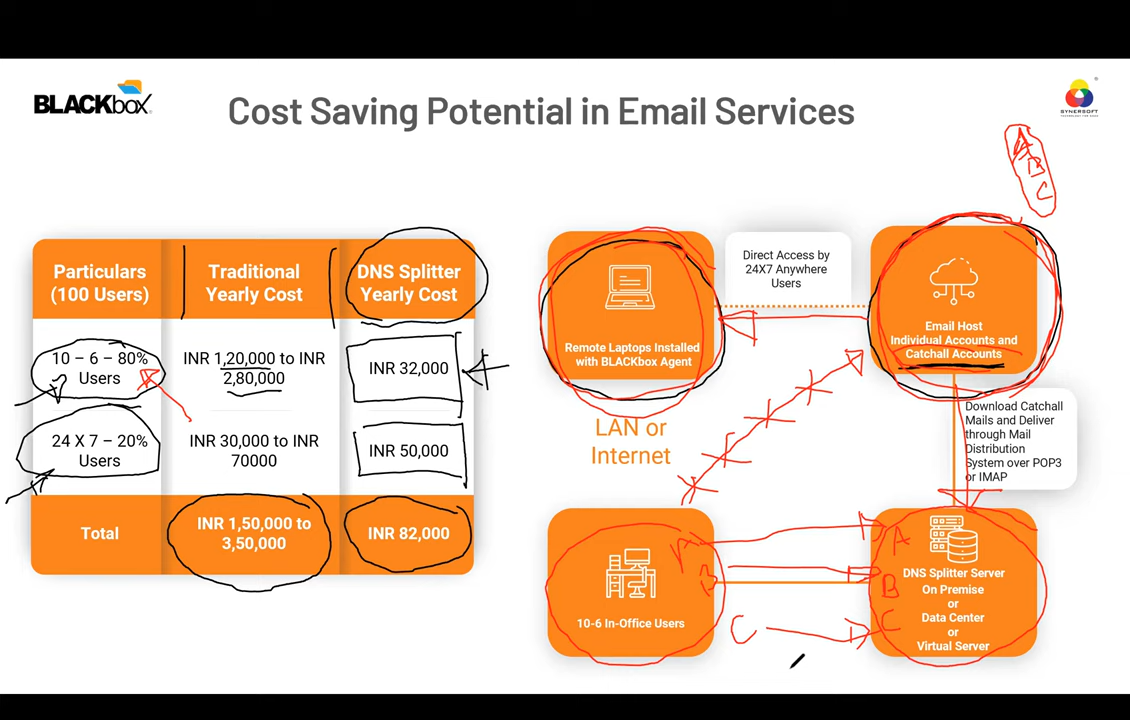 BLACKbox
SYNERSOFT
Cost Saving Potential in Email Services
A
B
C
Particulars
(100 Users)
Traditional
Yearly Cost
DNS Splitter
Yearly Cost
10 – 6 – 80%
Users
INR 1,20,000 to INR
2,80,000
INR 32,000
24 X 7 – 20%
Users
INR 30,000 to INR
70000
INR 50,000
Total
INR 1,50,000 to
3,50,000
INR 82,000
Remote Laptops Installed
with BLACKbox Agent
Direct Access by
24X7 Anywhere
Users
Email Host
Individual Accounts and
Catchall Accounts
LAN or
Internet
Download Catchall
Mails and Deliver
through Mail
Distribution
System over POP3
or IMAP
10-6 In-Office Users
A
B
C
A
B
C
DNS Splitter Server
On Premise
or
Data Center
or
Virtual Server